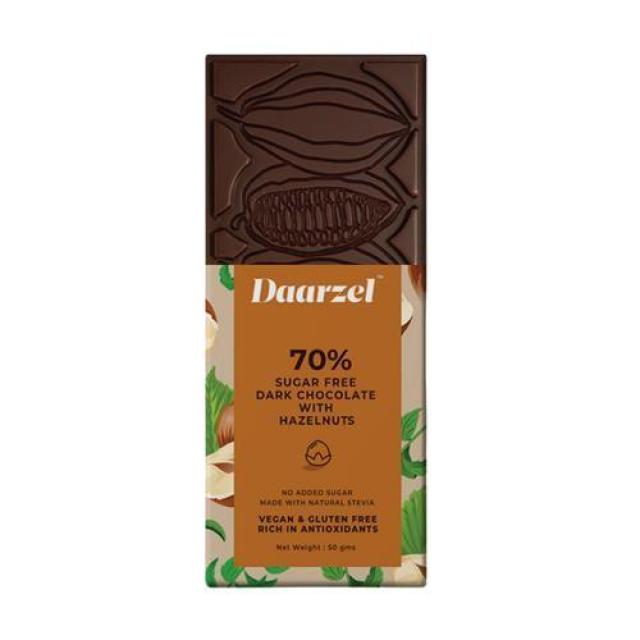 Daarzel™
70%
SUGAR FREE
DARK CHOCOLATE
WITH
HAZELNUTS
NO ADDED SUGAR
MADE WITH NATURAL STEVIA
VEGAN & GLUTEN FREE
RICH IN ANTIOXIDANTS
Net Weight : 50 gms